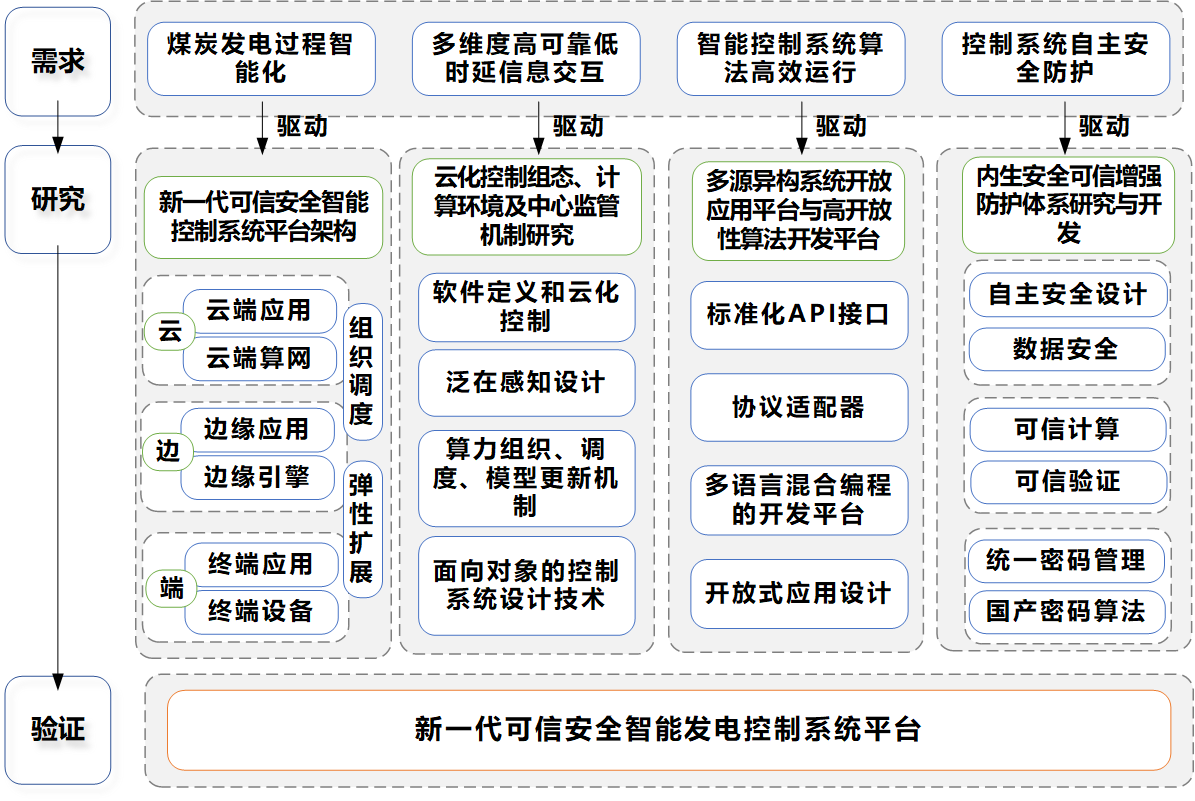 需求
煤炭发电过程智
能化
多维度高可靠低
时延信息交互
智能控制系统算
法高效运行
控制系统自主安
全防护
驱动
驱动
驱动
驱动
研究
新一代可信安全智能
控制系统平台架构
云
云端应用
云端算网
边
边缘应用
边缘引擎
端
终端应用
终端设备
组
织
调
度
弹
性
扩
展
云化控制组态、计
算环境及中心监管
机制研究
软件定义和云化
控制
泛在感知设计
算力组织、调
度、模型更新机
制
面向对象的控制
系统设计技术
多源异构系统开放
应用平台与高开放
性算法开发平台
标准化API接口
协议适配器
多语言混合编程
的开发平台
开放式应用设计
内生安全可信增强
防护体系研究与开
发
自主安全设计
数据安全
可信计算
可信验证
统一密码管理
国产密码算法
验证
新一代可信安全智能发电控制系统平台